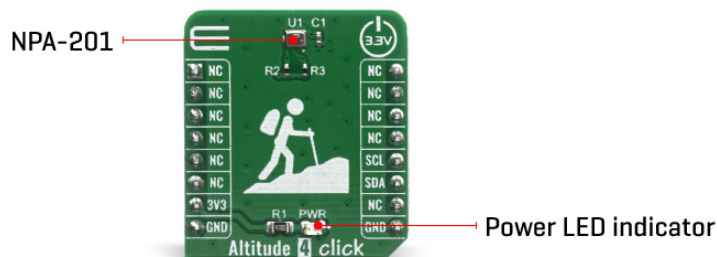 NPA-201
U1 C1
3.3V
R2 R3
NC NC
NC NC
NC NC
NC NC
NC SCL
NC SDA
3V3 NC
GND GND
R1 PWR
Power LED indicator
Altitude 4 click